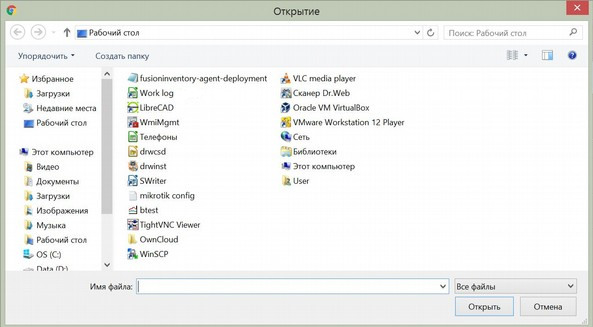 Открытие
Рабочий стол
Поиск: Рабочий стол
Упорядочить
Создать папку
Избранное
Загрузки
Недавние места
Рабочий стол
Этот компьютер
Видео
Документы
Загрузки
Изображения
Музыка
Рабочий стол
OS (C:)
Data (D:)
fusioninventory-agent-deployment
Work log
LibreCAD
WmiMgmt
Телефоны
drwcsd
drwinst
SWriter
mikrotik config
btest
TightVNC Viewer
OwnCloud
WinSCP
VLC media player
Сканер Dr.Web
Oracle VM VirtualBox
VMware Workstation 12 Player
Сеть
Библиотеки
Этот компьютер
User
Имя файла:
Все файлы
Открыть
Отмена